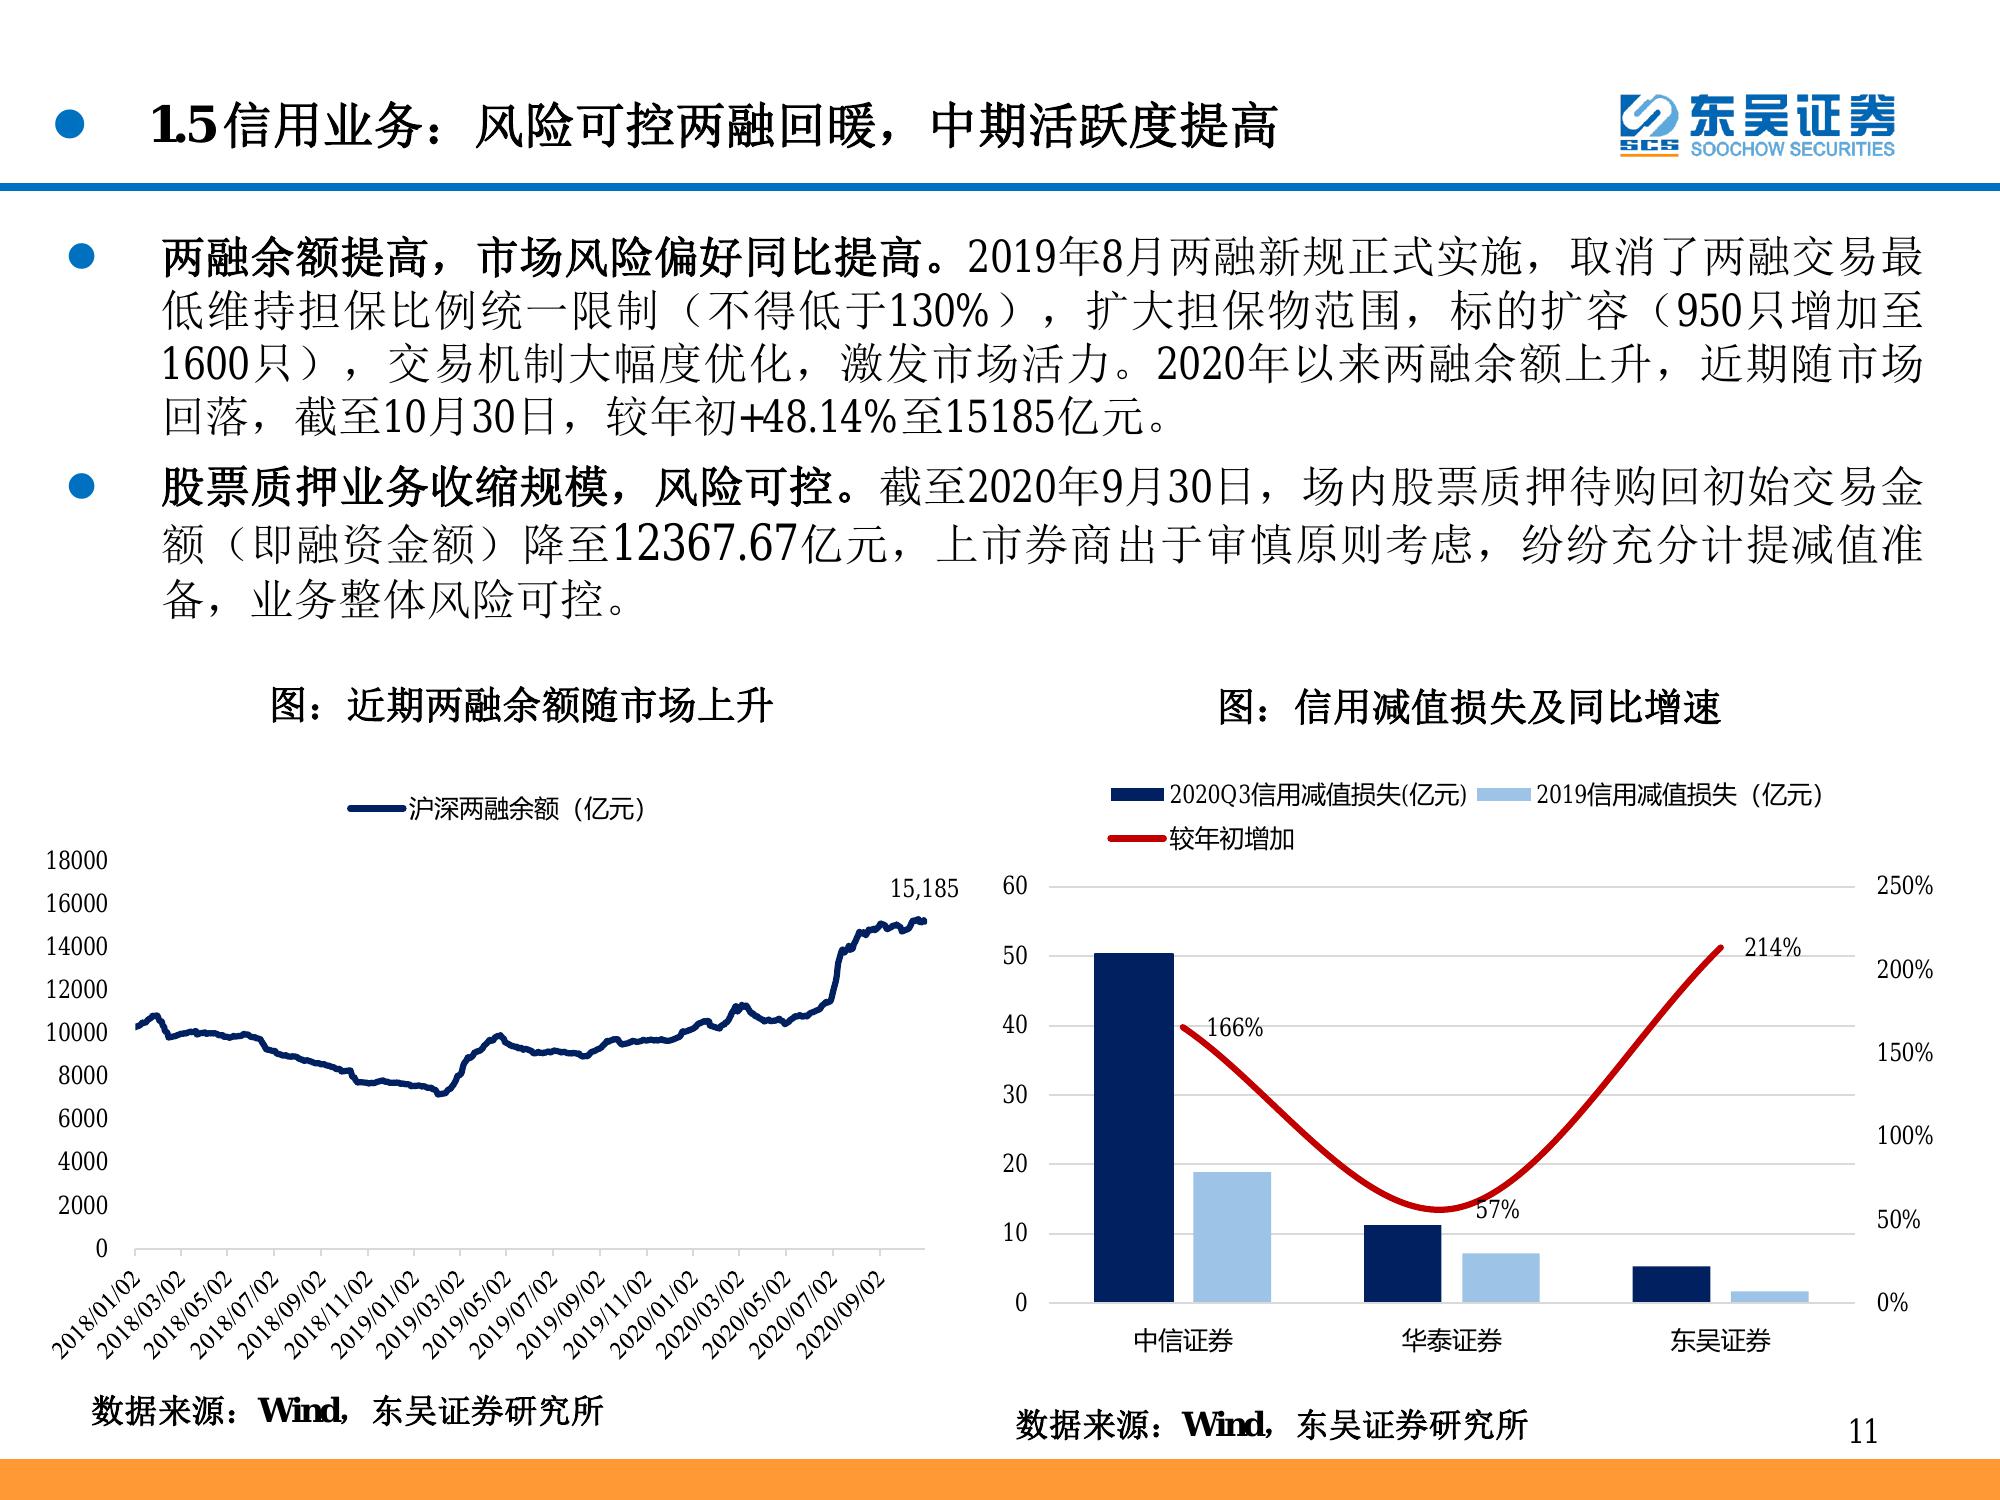 1.5信用业务：风险可控两融回暖，中期活跃度提高
东吴证券
SCS
SOOCHOW SECURITIES
两融余额提高，市场风险偏好同比提高。2019年8月两融新规正式实施，取消了两融交易最
低维持担保比例统一限制（不得低于130%），扩大担保物范围，标的扩容（950只增加至
1600只），交易机制大幅度优化，激发市场活力。2020年以来两融余额上升，近期随市场
回落，截至10月30日，较年初+48.14%至15185亿元。
股票质押业务收缩规模，风险可控。截至2020年9月30日，场内股票质押待购回初始交易金
额（即融资金额）降至12367.67亿元，上市券商出于审慎原则考虑，纷纷充分计提减值准
备，业务整体风险可控。
图：近期两融余额随市场上升
沪深两融余额（亿元）
18000
16000
14000
12000
10000
8000
6000
4000
2000
0
15,185
2018/01/02
2018/03/02
2018/05/02
2018/07/02
2018/09/02
2018/11/02
2019/01/02
2019/03/02
2019/05/02
2019/07/02
2019/09/02
2019/11/02
2020/01/02
2020/03/02
2020/05/02
2020/07/02
2020/09/02
数据来源：Wind，东吴证券研究所
图：信用减值损失及同比增速
2020Q3信用减值损失(亿元)
2019信用减值损失（亿元）
较年初增加
60
50
40
30
20
10
0
250%
200%
150%
100%
50%
0%
166%
57%
214%
中信证券
华泰证券
东吴证券
数据来源：Wind，东吴证券研究所
11